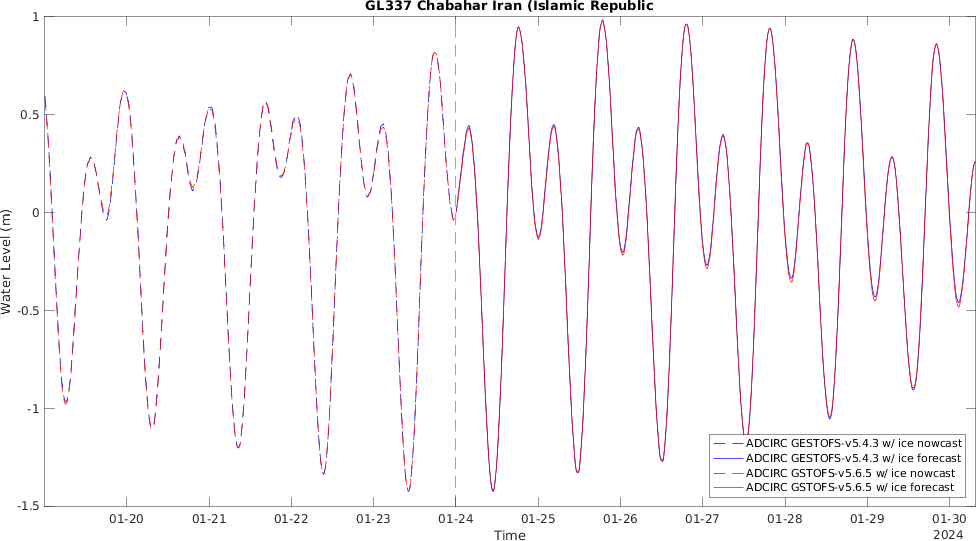 GL337 Chabahar Iran (Islamic Republic
1
0.5
0
-0.5
-1
-1.5
Water Level (m)
ADCIRC GESTOFS-v5.4.3 w/ ice nowcast
ADCIRC GESTOFS-v5.4.3 w/ ice forecast
ADCIRC GSTOFS-v5.6.5 w/ ice nowcast
ADCIRC GSTOFS-v5.6.5 w/ ice forecast
01-20 01-21 01-22 01-23 01-24 01-25 01-26 01-27 01-28 01-29 01-30
2024
Time